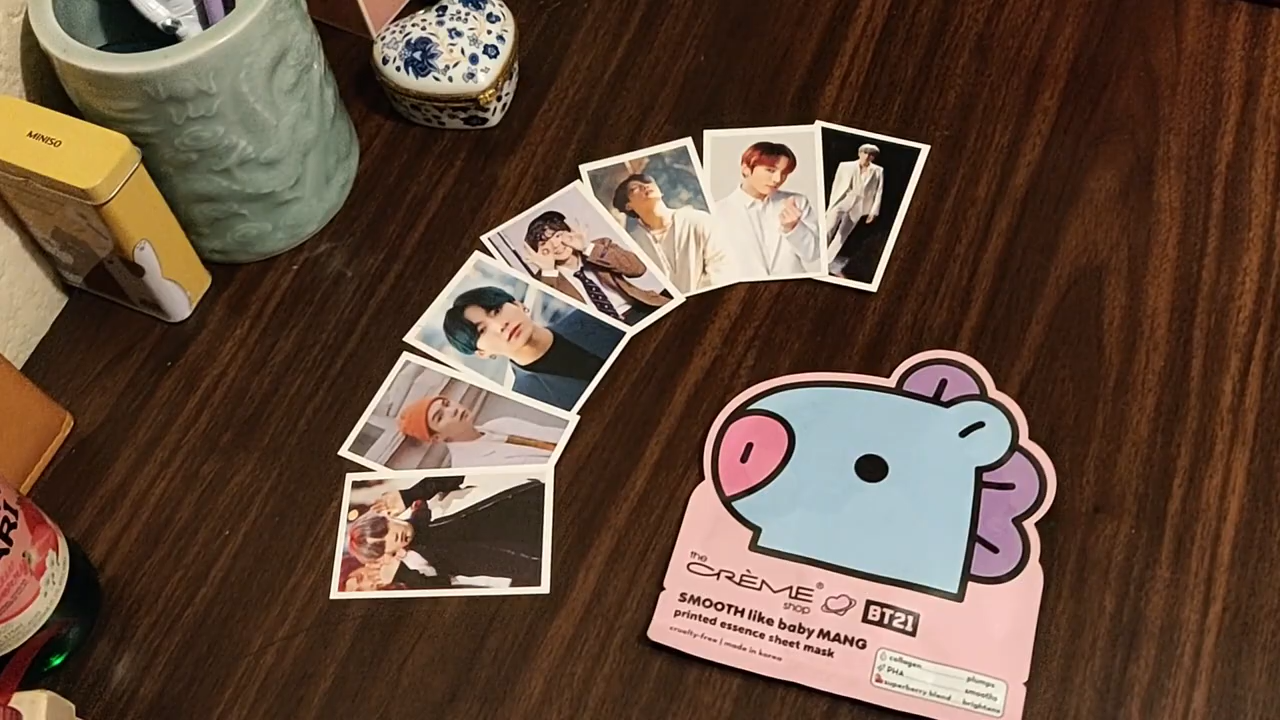 MINISO
the
CRÈME®
shop
BT21
SMOOTH like baby MANG
printed essence sheet mask
cruelty-free | made in korea
collagen plumps
PHA smooths
superberry blend brightens